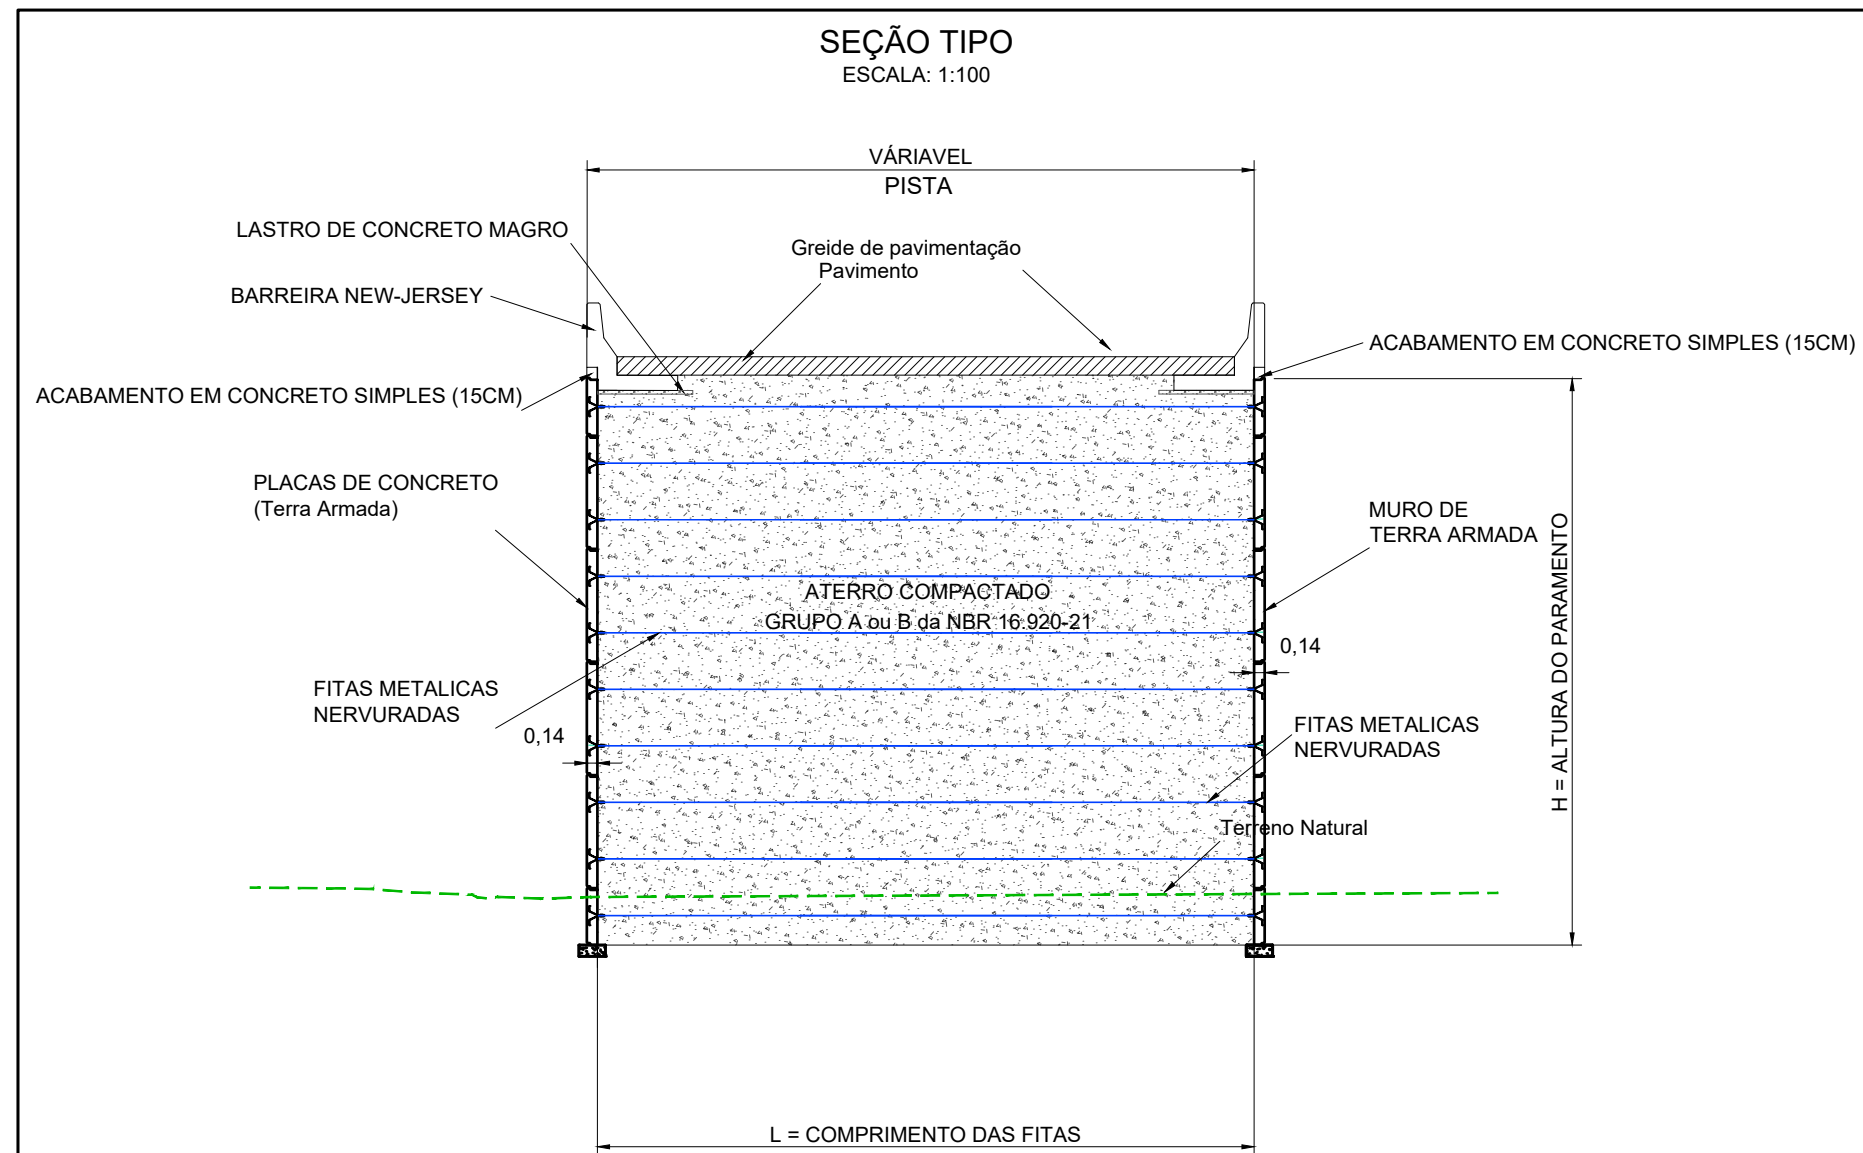 SEÇÃO TIPO
ESCALA: 1:100
VÁRIAVEL
PISTA
LASTRO DE CONCRETO MAGRO
Greide de pavimentação
Pavimento
BARREIRA NEW-JERSEY
ACABAMENTO EM CONCRETO SIMPLES (15CM)
ACABAMENTO EM CONCRETO SIMPLES (15CM)
PLACAS DE CONCRETO
(Terra Armada)
MURO DE
TERRA ARMADA
H = ALTURA DO PARAMENTO
ATERRO COMPACTADO
GRUPO A ou B da NBR 16.920-21
0,14
FITAS METALICAS
NERVURADAS
0,14
FITAS METALICAS
NERVURADAS
Terreno Natural
L = COMPRIMENTO DAS FITAS